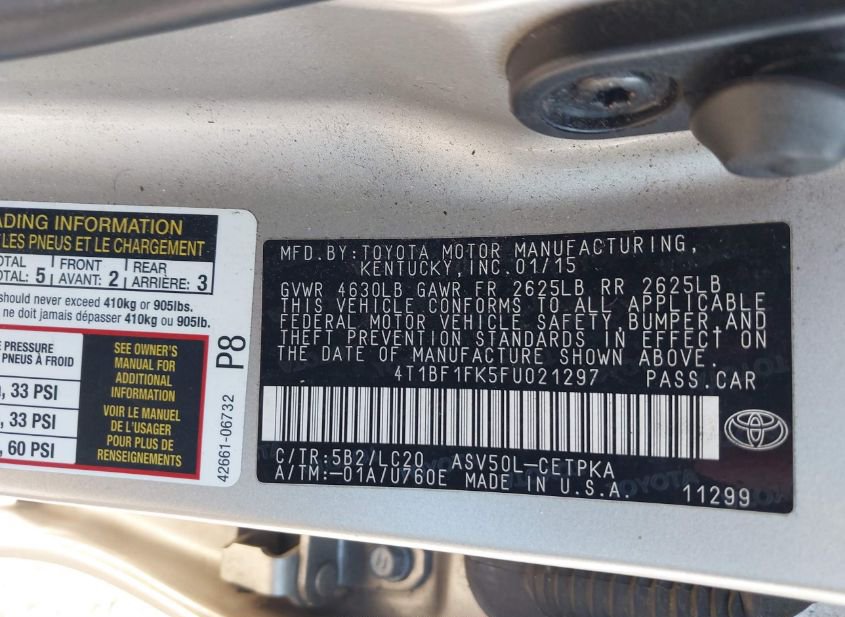 ADING INFORMATION
LES PNEUS ET LE CHARGEMENT
TOTAL FRONT REAR
TOTAL: 5 AVANT: 2 ARRIÈRE: 3
should never exceed 410kg or 905lbs.
ne doit jamais dépasser 410kg ou 905lb.
PRESSURE
PNEUS À FROID
33 PSI
33 PSI
60 PSI
SEE OWNER'S
MANUAL FOR
ADDITIONAL
INFORMATION
VOIR LE MANUEL
DE L'USAGER
POUR PLUS DE
RENSEIGNEMENTS
P8
42661-06732
MFD.BY:TOYOTA MOTOR MANUFACTURING,
KENTUCKY, INC.01/15
GVWR 4630LB GAWR FR 2625LB RR 2625LB
THIS VEHICLE CONFORMS TO ALL APPLICABLE
FEDERAL MOTOR VEHICLE SAFETY,BUMPER,AND
THEFT PREVENTION STANDARDS IN EFFECT ON
THE DATE OF MANUFACTURE SHOWN ABOVE.
4T1BF1FK5FU021297 PASS.CAR
C/TR:5B2/LC20 ASV50L-CETPKA
A/TM:-01A/U760E MADE IN U.S.A. 11299